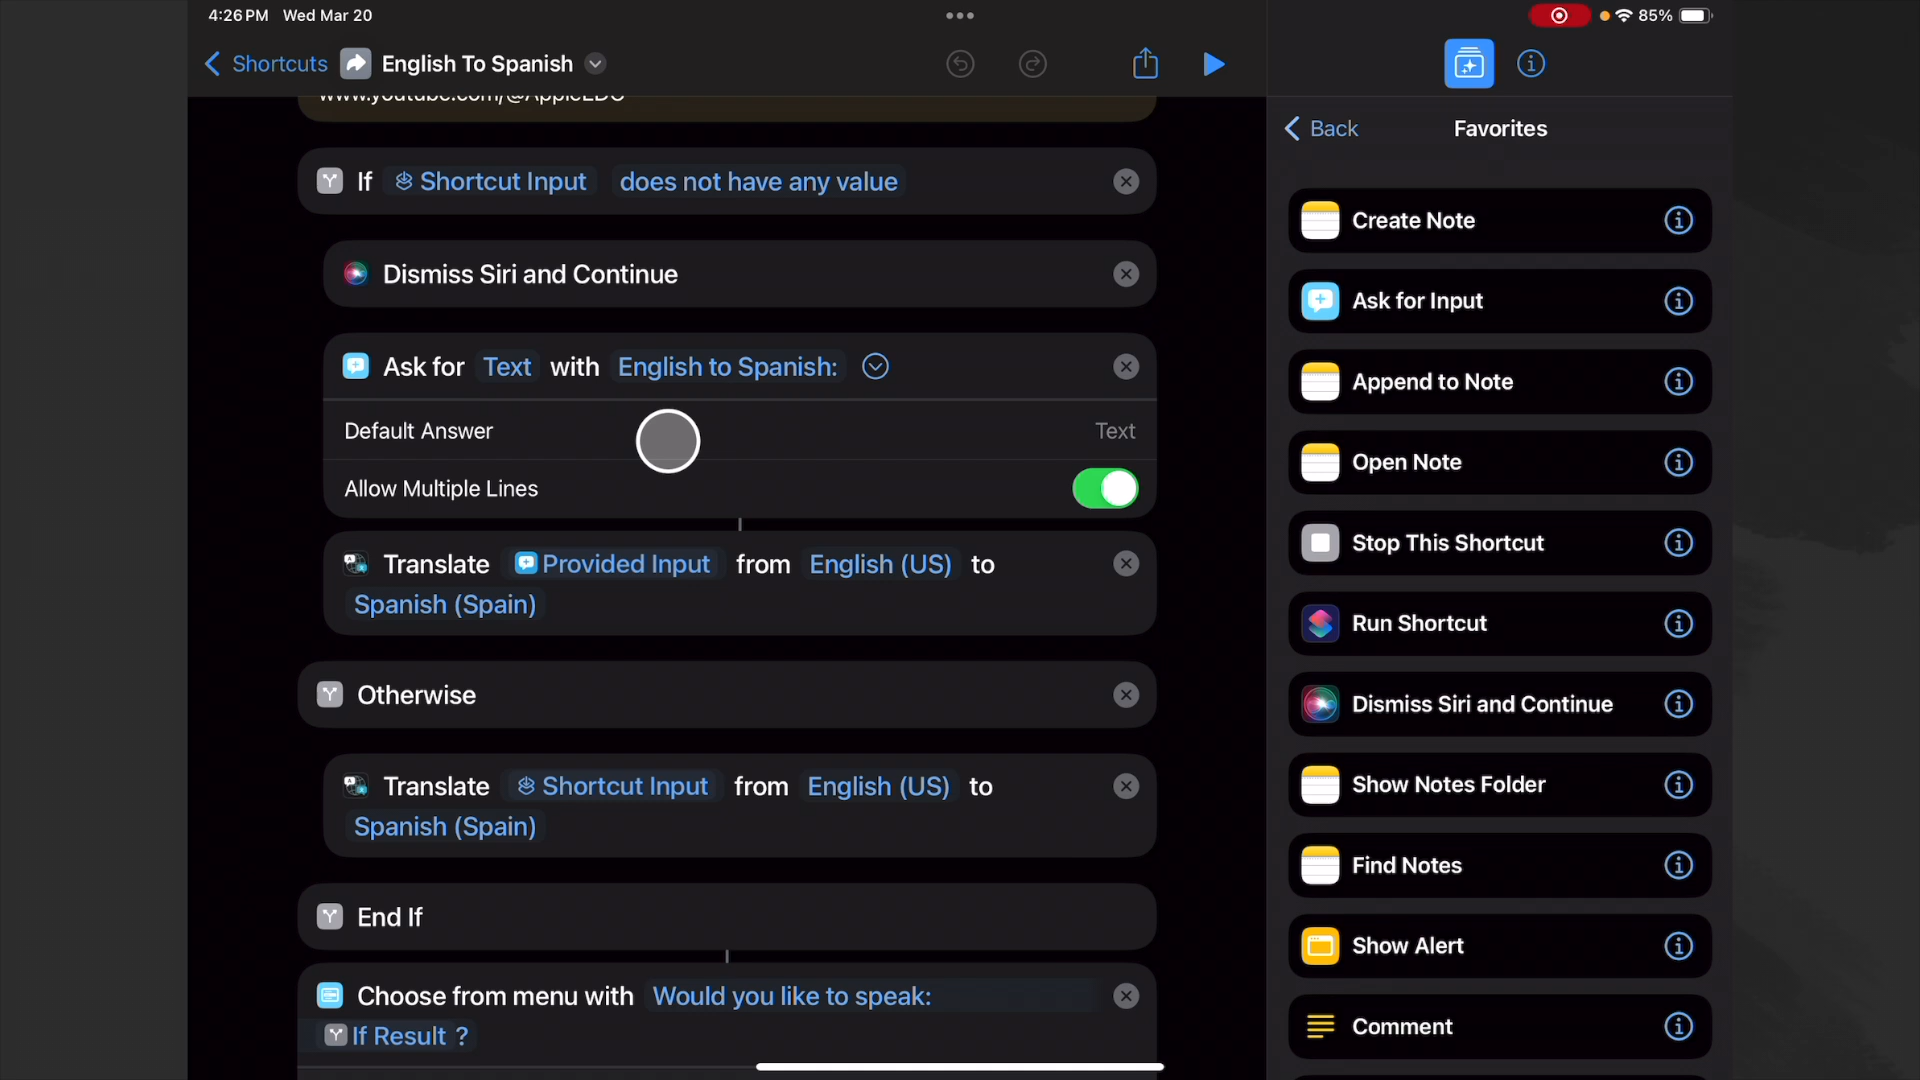 4:26 PM Wed Mar 20
85%
Shortcuts
English To Spanish
www.youtube.com/@AppleEDU
If Shortcut Input does not have any value
Dismiss Siri and Continue
Ask for Text with English to Spanish:
Default Answer Text
Allow Multiple Lines
Translate Provided Input from English (US) to
Spanish (Spain)
Otherwise
Translate Shortcut Input from English (US) to
Spanish (Spain)
End If
Choose from menu with Would you like to speak:
If Result ?
Back
Favorites
Create Note
Ask for Input
Append to Note
Open Note
Stop This Shortcut
Run Shortcut
Dismiss Siri and Continue
Show Notes Folder
Find Notes
Show Alert
Comment